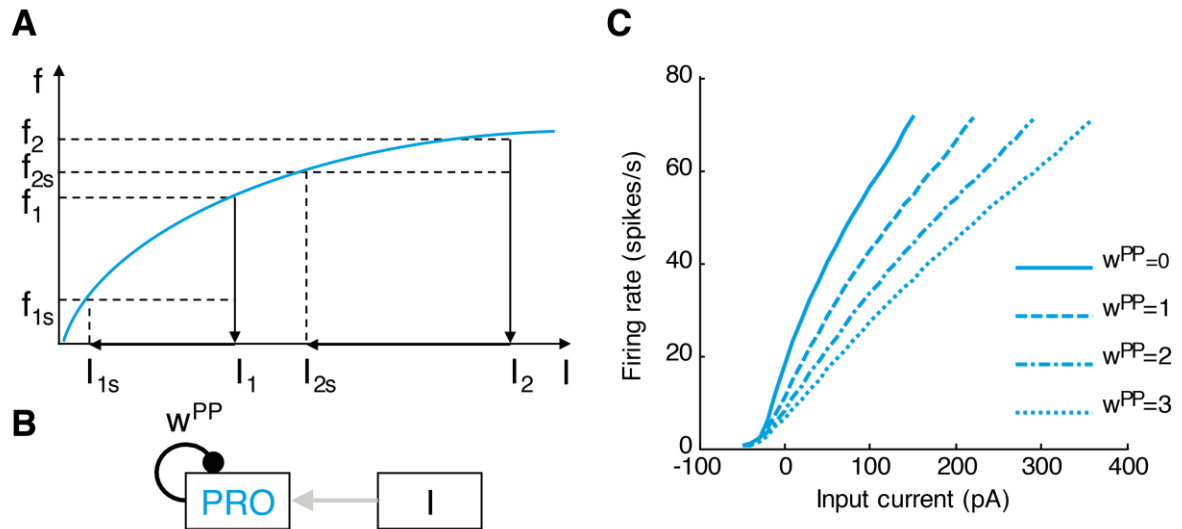 A
f
f2
f2s
f1
f1s
I1s I1 I2s I2 I
B
wPP
PRO I
C
Firing rate (spikes/s)
80
60
40
20
0
-100 0 100 200 300 400
Input current (pA)
wPP=0
wPP=1
wPP=2
wPP=3